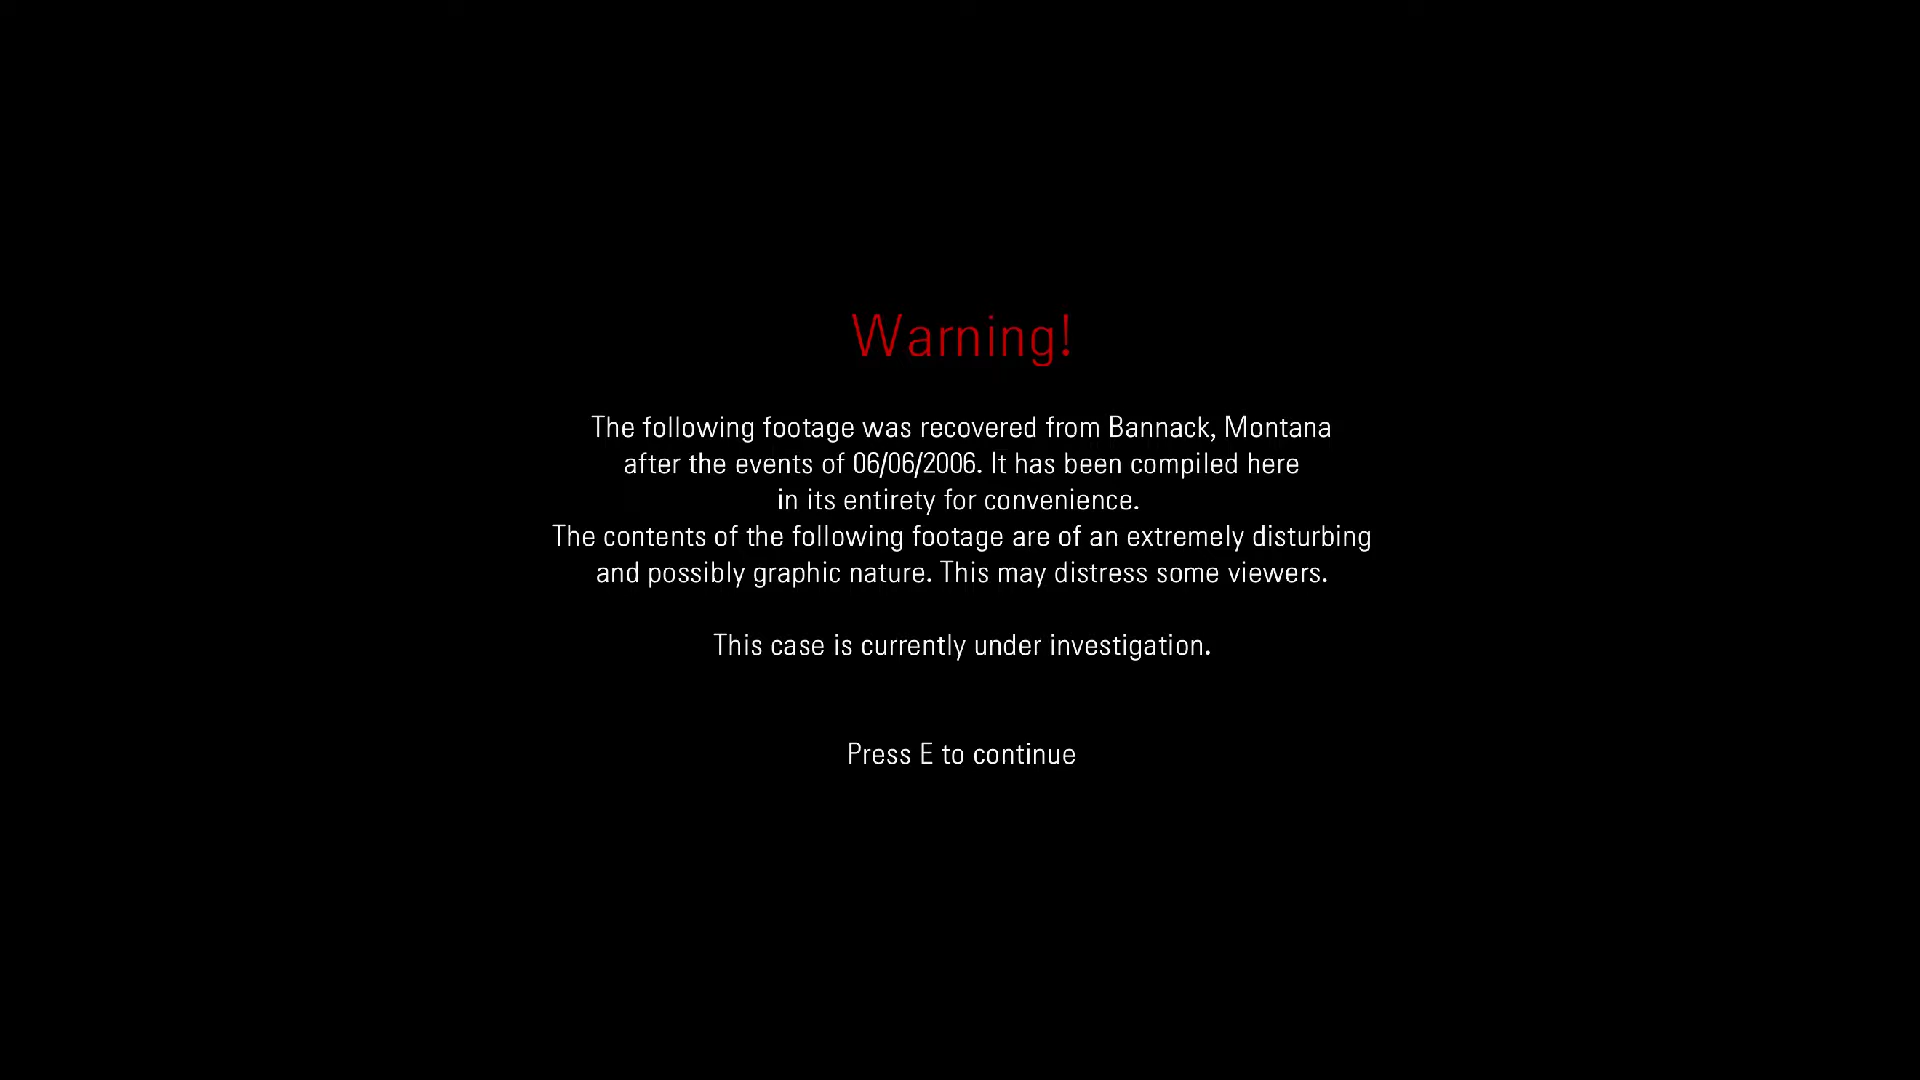 Warning!
The following footage was recovered from Bannack, Montana
after the events of 06/06/2006. It has been compiled here
in its entirety for convenience.
The contents of the following footage are of an extremely disturbing
and possibly graphic nature. This may distress some viewers.
This case is currently under investigation.
Press E to continue